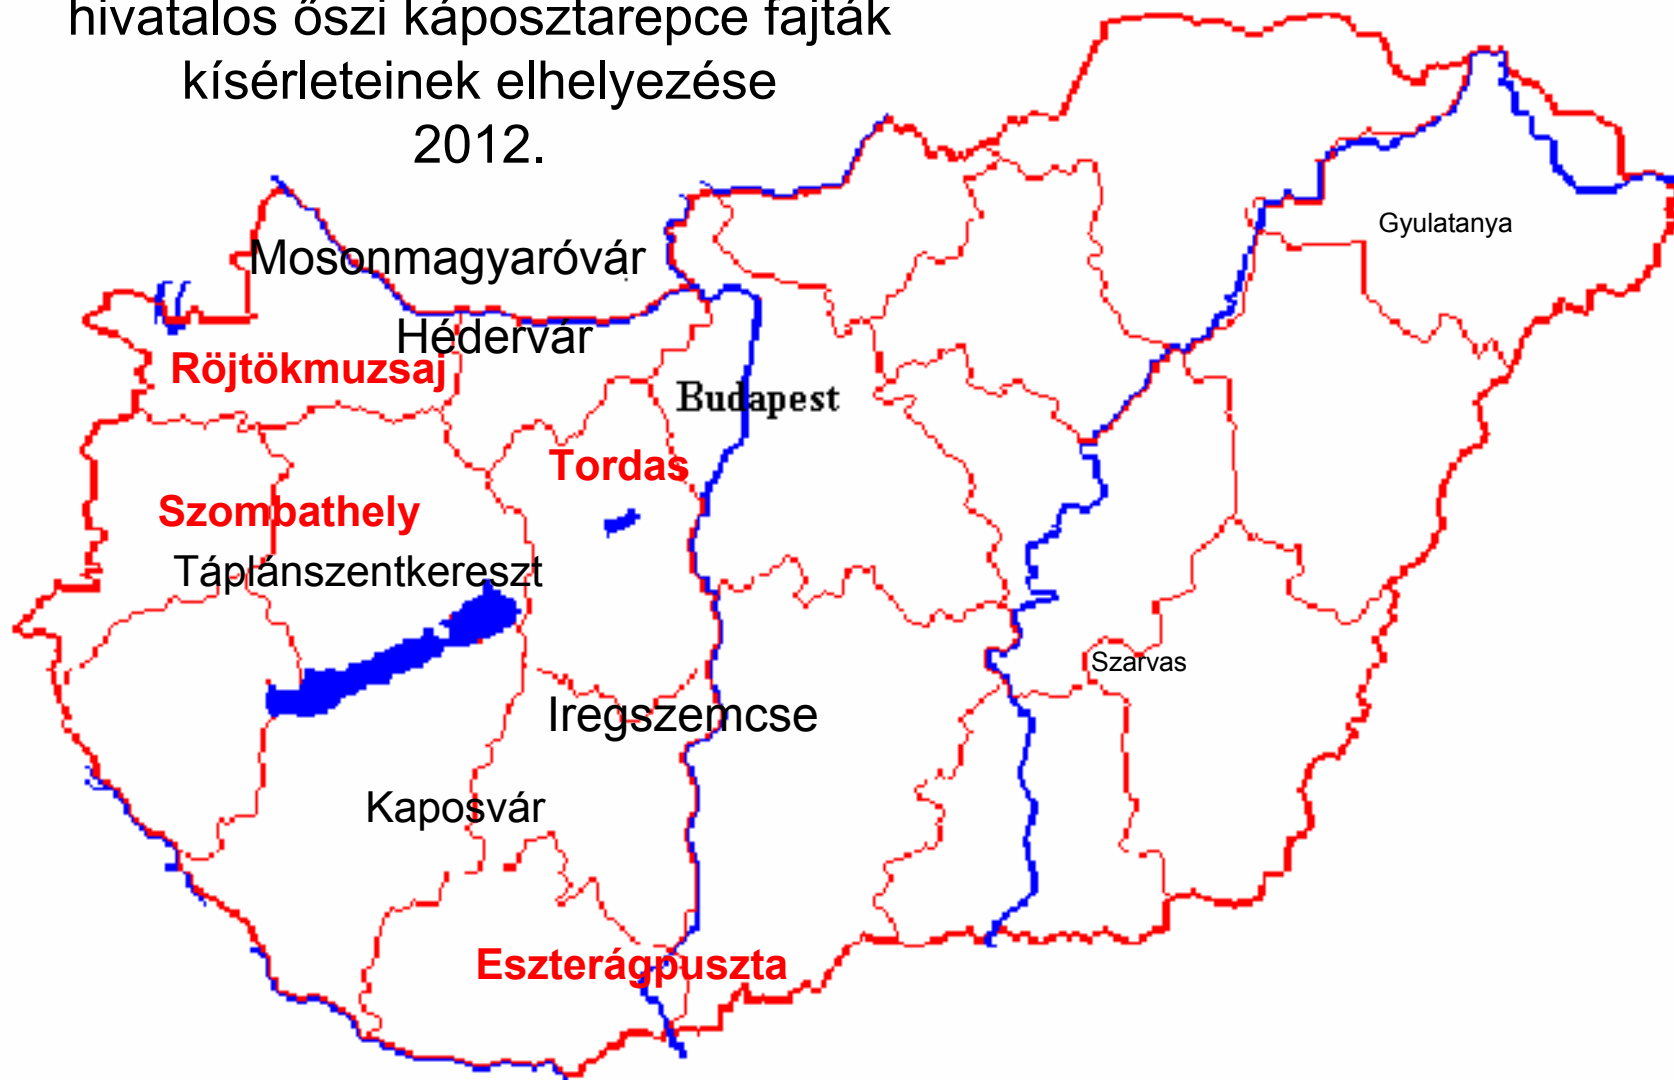 hivatalos őszi káposztarepce fajták
kísérleteinek elhelyezése
2012.
Gyulatanya
Mosonmagyaróvár
Hédervár
Röjtökmuzsaj
Budapest
Tordas
Szombathely
Táplánszentkereszt
Szarvas
Iregszemcse
Kaposvár
Eszterágpuszta